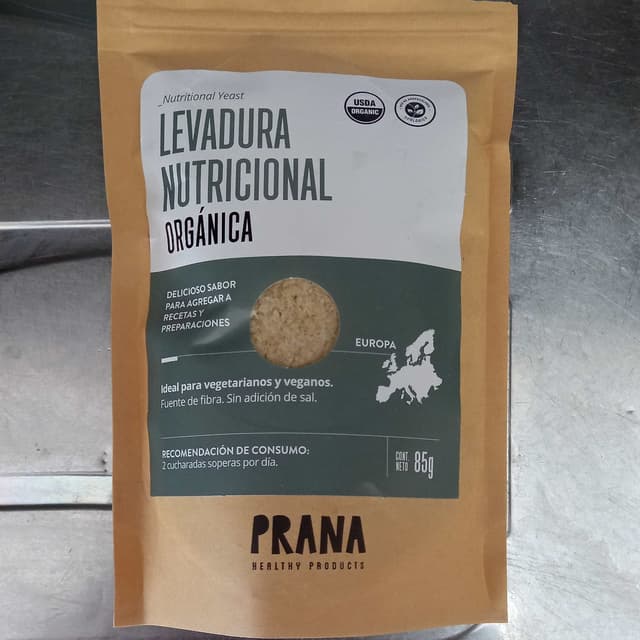 _Nutritional Yeast
LEVADURA
NUTRICIONAL
ORGÁNICA
USDA
ORGANIC
DELICIOSO SABOR
PARA AGREGAR A
RECETAS Y
PREPARACIONES
EUROPA
Ideal para vegetarianos y veganos.
Fuente de fibra. Sin adición de sal.
RECOMENDACIÓN DE CONSUMO:
2 cucharadas soperas por día.
CONT.
NETO 85g
PRANA
HEALTHY PRODUCTS